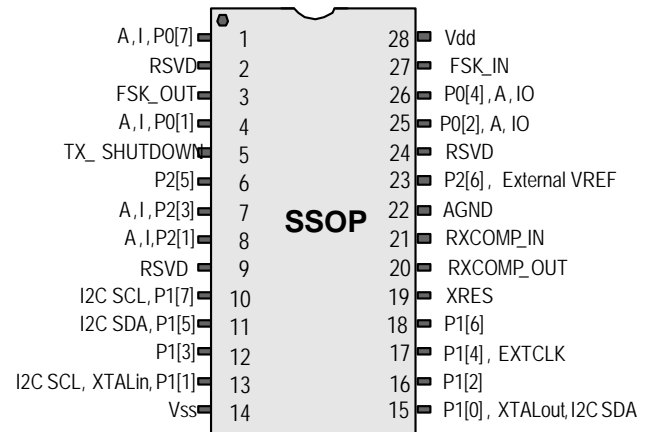 A, I, P0[7] 1 28 Vdd
RSVD 2 27 FSK_IN
FSK_OUT 3 26 P0[4], A, IO
A, I, P0[1] 4 25 P0[2], A, IO
TX_ SHUTDOWN 5 24 RSVD
P2[5] 6 23 P2[6], External VREF
A, I, P2[3] 7 SSOP 22 AGND
A, I, P2[1] 8 21 RXCOMP_IN
RSVD 9 20 RXCOMP_OUT
I2C SCL, P1[7] 10 19 XRES
I2C SDA, P1[5] 11 18 P1[6]
P1[3] 12 17 P1[4], EXTCLK
I2C SCL, XTALin, P1[1] 13 16 P1[2]
Vss 14 15 P1[0], XTALout, I2C SDA